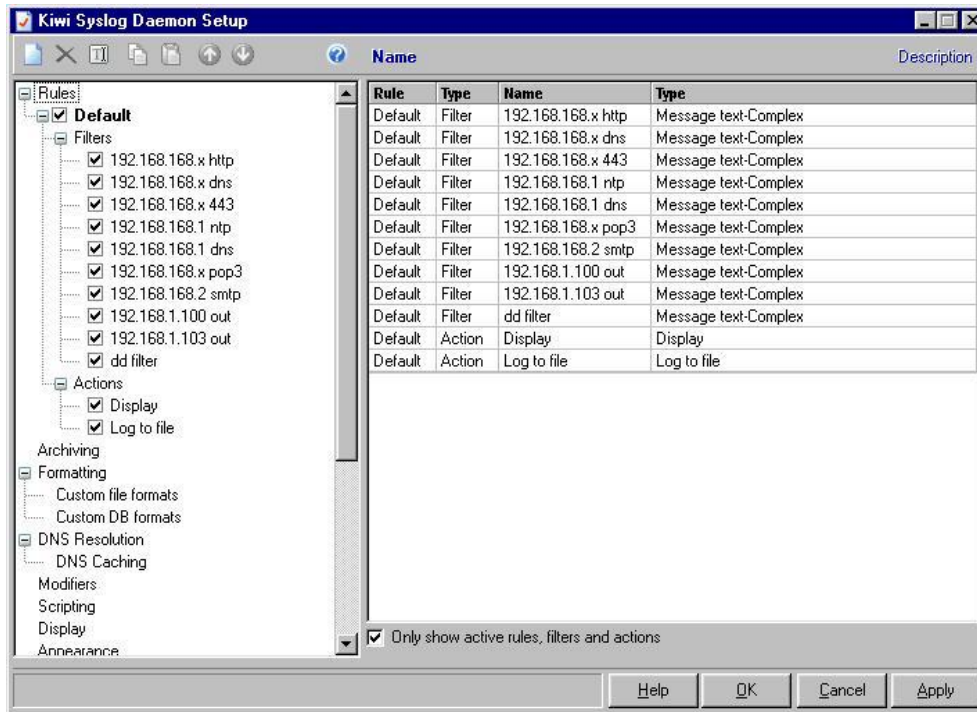 Kiwi Syslog Daemon Setup
Name Description
Rules
Default
Filters
192.168.168.x http
192.168.168.x dns
192.168.168.x 443
192.168.168.1 ntp
192.168.168.1 dns
192.168.168.x pop3
192.168.168.2 smtp
192.168.1.100 out
192.168.1.103 out
dd filter
Actions
Display
Log to file
Archiving
Formatting
Custom file formats
Custom DB formats
DNS Resolution
DNS Caching
Modifiers
Scripting
Display
Appearance
Rule Type Name Type
Default Filter 192.168.168.x http Message text-Complex
Default Filter 192.168.168.x dns Message text-Complex
Default Filter 192.168.168.x 443 Message text-Complex
Default Filter 192.168.168.1 ntp Message text-Complex
Default Filter 192.168.168.1 dns Message text-Complex
Default Filter 192.168.168.x pop3 Message text-Complex
Default Filter 192.168.168.2 smtp Message text-Complex
Default Filter 192.168.1.100 out Message text-Complex
Default Filter 192.168.1.103 out Message text-Complex
Default Filter dd filter Message text-Complex
Default Action Display Display
Default Action Log to file Log to file
Only show active rules, filters and actions
Help OK Cancel Apply